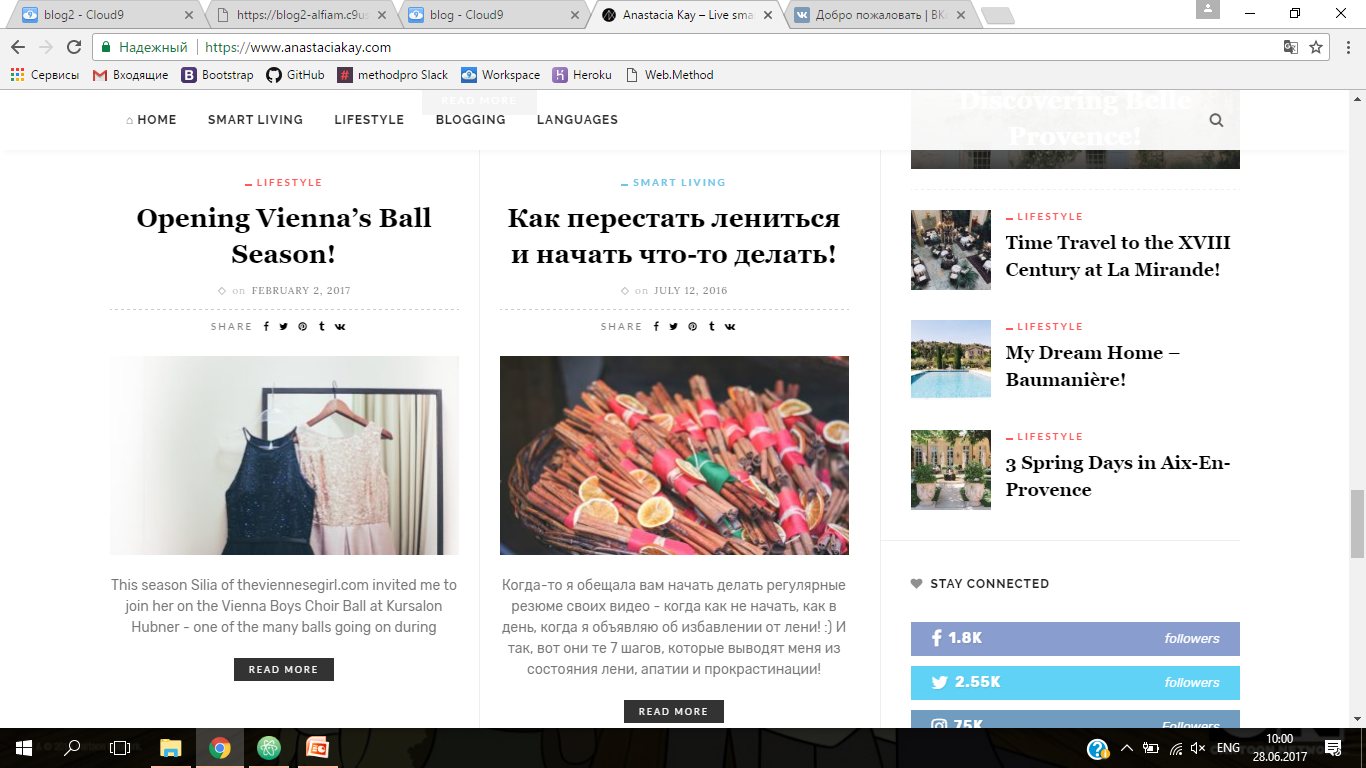 blog2 - Cloud9
https://blog2-alfiam.c9us
blog - Cloud9
Anastacia Kay – Live sma
Добро пожаловать | ВК
Надежный
https://www.anastaciakay.com
Сервисы
Входящие
Bootstrap
GitHub
methodpro Slack
Workspace
Heroku
Web.Method
READ MORE
Discovering Belle
Provence!
HOME
SMART LIVING
LIFESTYLE
BLOGGING
LANGUAGES
LIFESTYLE
Opening Vienna’s Ball
Season!
on FEBRUARY 2, 2017
SHARE
This season Silia of theviennesegirl.com invited me to
join her on the Vienna Boys Choir Ball at Kursalon
Hubner - one of the many balls going on during
READ MORE
SMART LIVING
Как перестать лениться
и начать что-то делать!
on JULY 12, 2016
SHARE
Когда-то я обещала вам начать делать регулярные
резюме своих видео - когда как не начать, как в
день, когда я объявляю об избавлении от лени! :) И
так, вот они те 7 шагов, которые выводят меня из
состояния лени, апатии и прокрастинации!
READ MORE
LIFESTYLE
Time Travel to the XVIII
Century at La Mirande!
LIFESTYLE
My Dream Home –
Baumanière!
LIFESTYLE
3 Spring Days in Aix-En-
Provence
STAY CONNECTED
1.8K followers
2.55K followers
75K Followers
ENG
10:00
28.06.2017